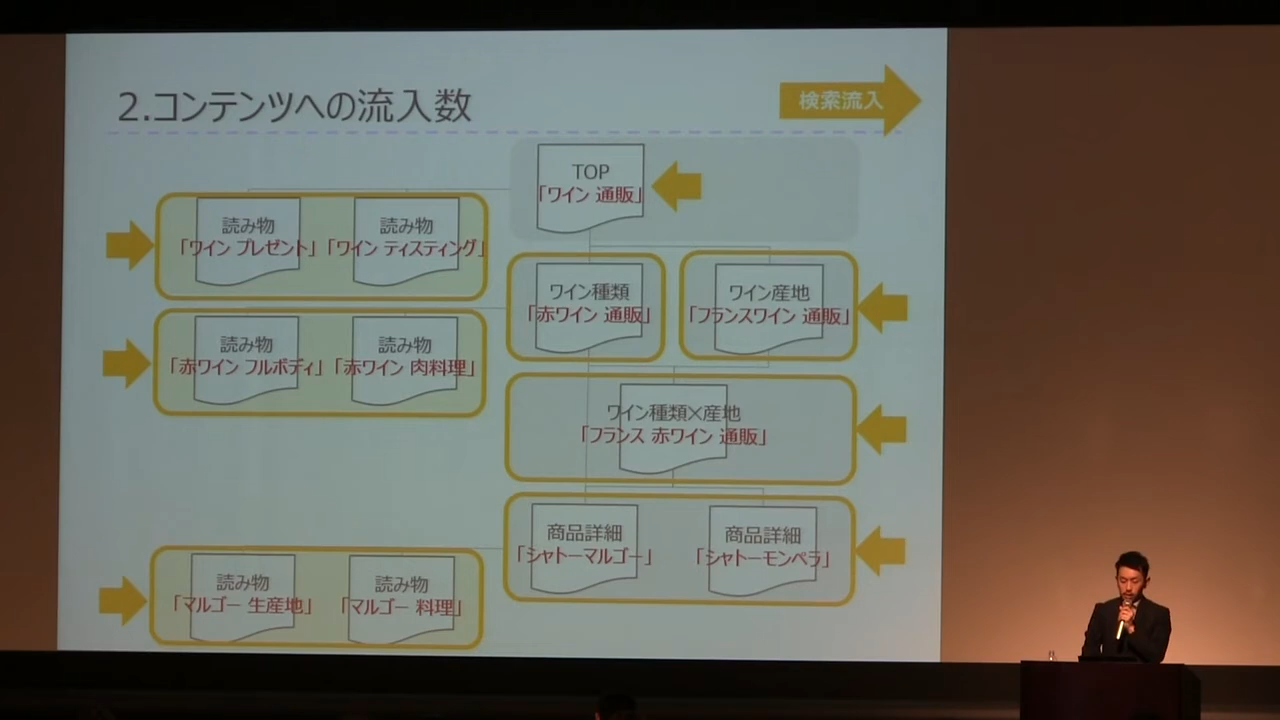 2.コンテンツへの流入数
検索流入
TOP
「ワイン 通販」
読み物
「ワイン プレゼント」
読み物
「ワイン ティスティング」
ワイン種類
「赤ワイン 通販」
ワイン産地
「フランスワイン 通販」
読み物
「赤ワイン フルボディ」
読み物
「赤ワイン 肉料理」
ワイン種類×産地
「フランス 赤ワイン 通販」
商品詳細
「シャトーマルゴー」
商品詳細
「シャトーモンペラ」
読み物
「マルゴー 生産地」
読み物
「マルゴー 料理」